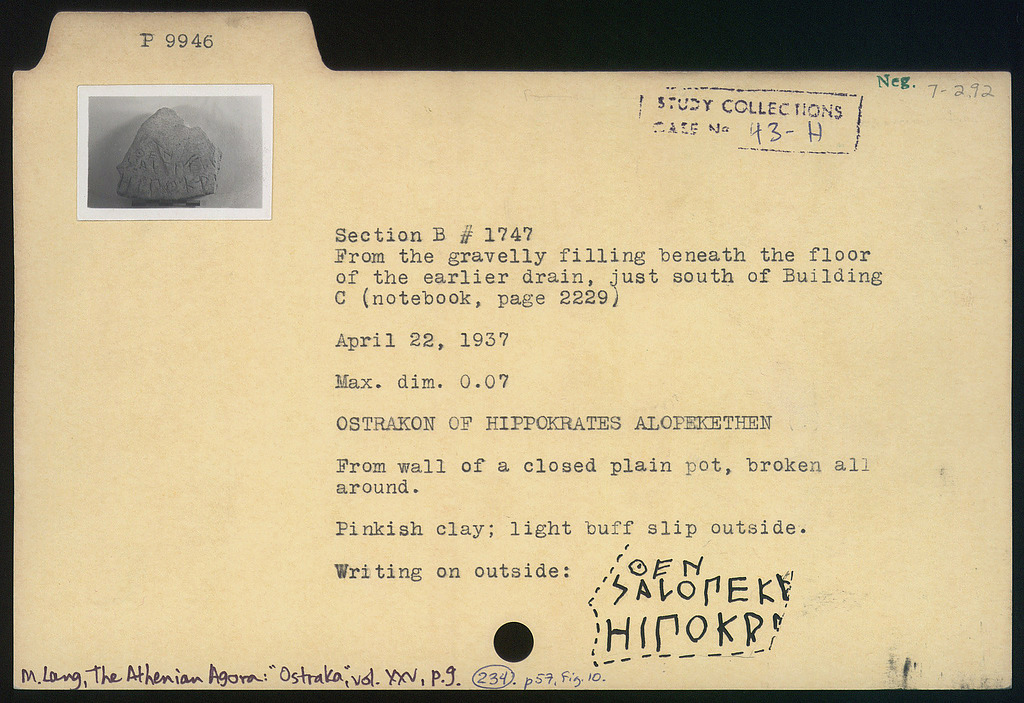 P 9946
Neg. 7-292
STUDY COLLECTIONS
CASE No 43-H
Section B # 1747
From the gravelly filling beneath the floor
of the earlier drain, just south of Building
C (notebook, page 2229)
April 22, 1937
Max. dim. 0.07
OSTRAKON OF HIPPOKRATES ALOPEKETHEN
From wall of a closed plain pot, broken all
around.
Pinkish clay; light buff slip outside.
Writing on outside:
ΘΕΝ
SALOΠEKE
HIΠOKΡ
M. Lang, The Athenian Agora: "Ostraka", vol. XXV, p.9. (234). p57, Fig. 10.